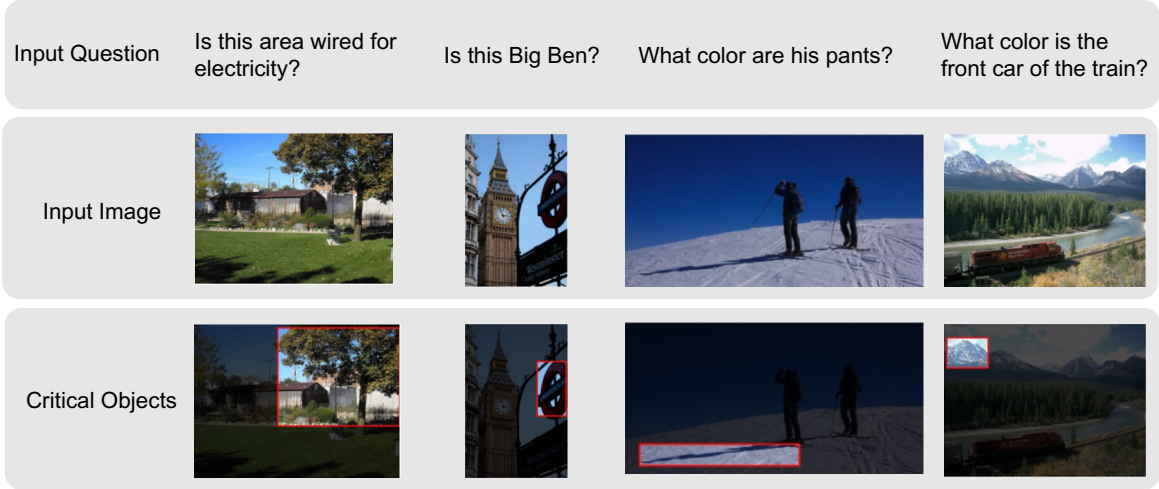 Input Question
Is this area wired for
electricity?
Is this Big Ben?
What color are his pants?
What color is the
front car of the train?
Input Image
Westminster
Critical Objects